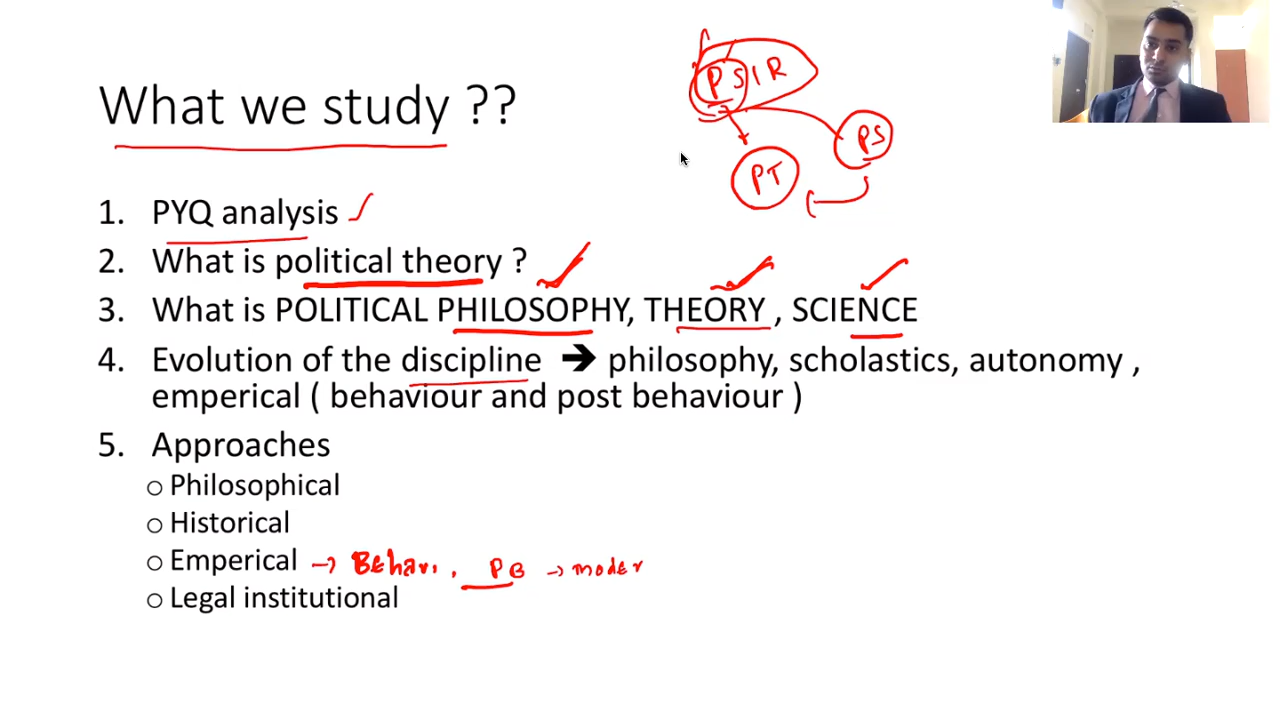 What we study ??
PSIR
PS
PT
1. PYQ analysis
2. What is political theory ?
3. What is POLITICAL PHILOSOPHY, THEORY , SCIENCE
4. Evolution of the discipline → philosophy, scholastics, autonomy ,
emperical ( behaviour and post behaviour )
5. Approaches
o Philosophical
o Historical
o Emperical → Behavi, PB → moder
o Legal institutional